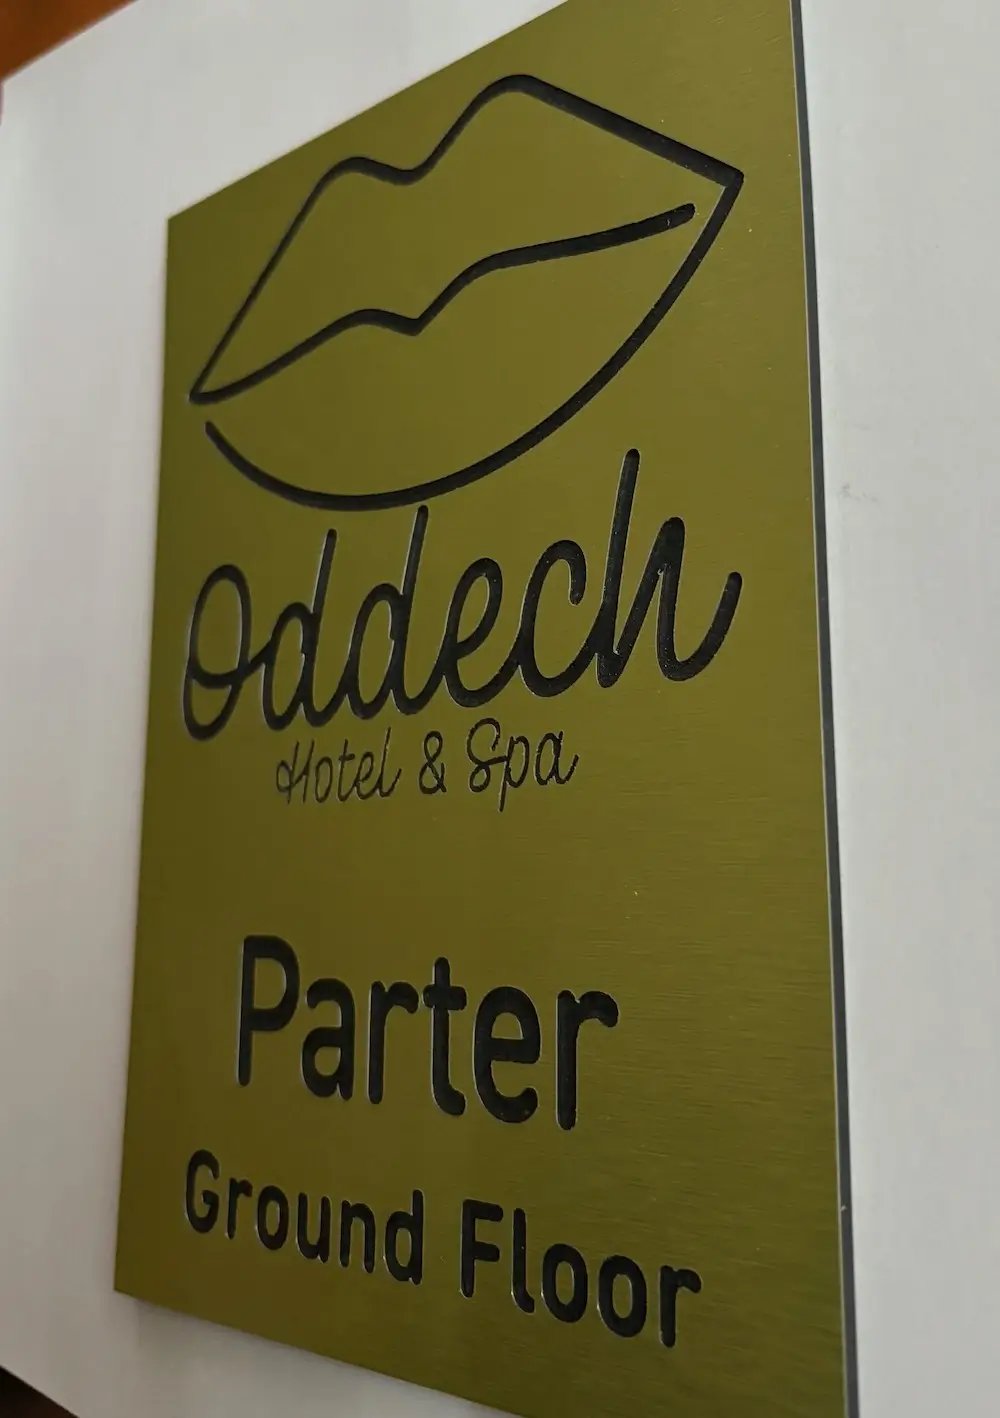 Oddech
Hotel & Spa
Parter
Ground Floor